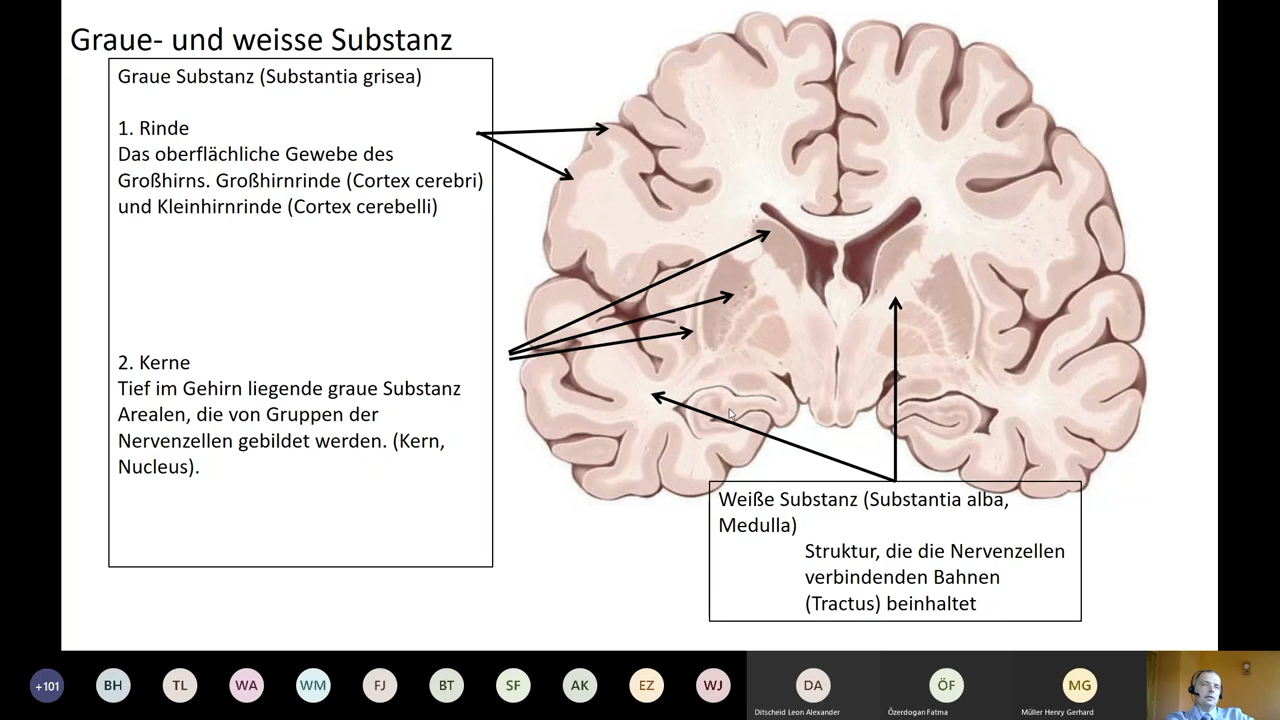 Graue- und weisse Substanz
Graue Substanz (Substantia grisea)
1. Rinde
Das oberflächliche Gewebe des
Großhirns. Großhirnrinde (Cortex cerebri)
und Kleinhirnrinde (Cortex cerebelli)
2. Kerne
Tief im Gehirn liegende graue Substanz
Arealen, die von Gruppen der
Nervenzellen gebildet werden. (Kern,
Nucleus).
Weiße Substanz (Substantia alba,
Medulla)
Struktur, die die Nervenzellen
verbindenden Bahnen
(Tractus) beinhaltet
+101 BH TL WA WM FJ BT SF AK EZ WJ DA ÖF MG
Ditscheid Leon Alexander Özerdogan Fatma Müller Henry Gerhard